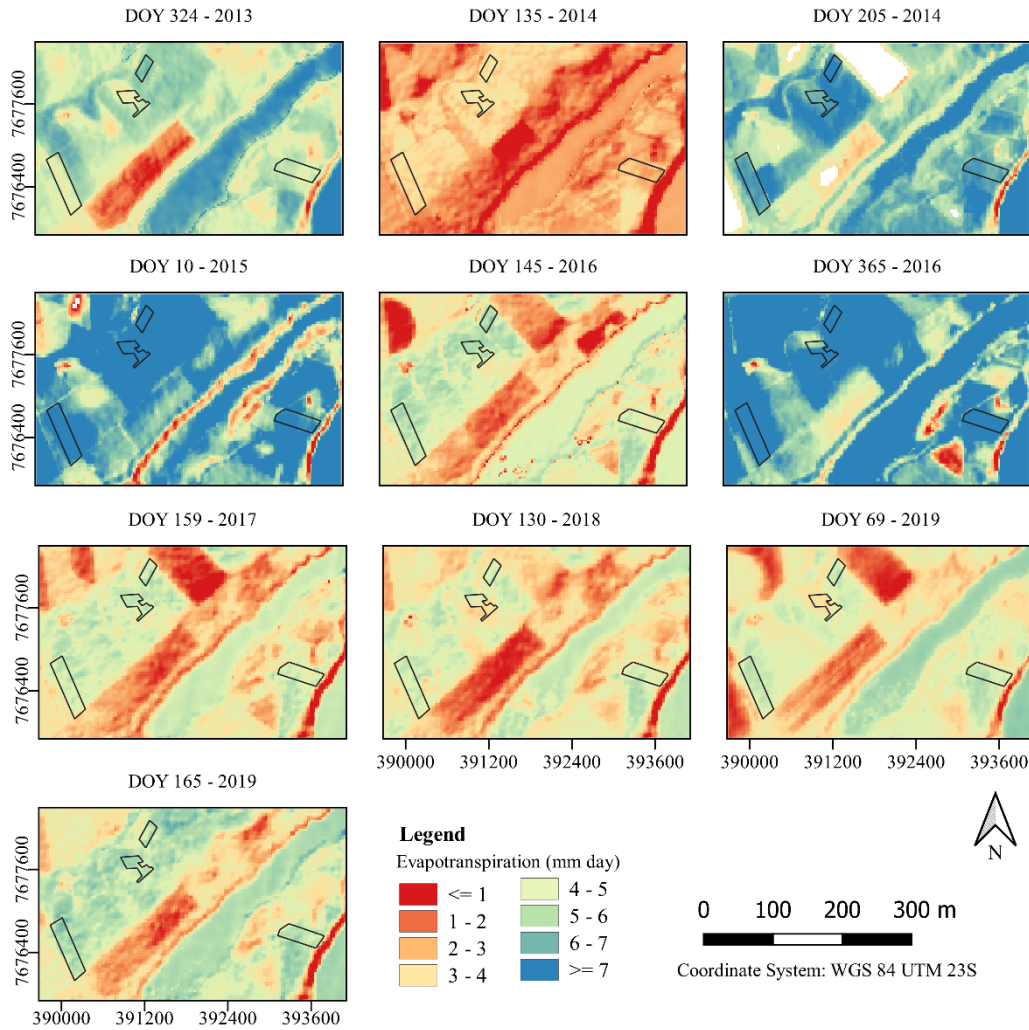 DOY 324 - 2013
DOY 135 - 2014
DOY 205 - 2014
7677600
7676400
DOY 10 - 2015
DOY 145 - 2016
DOY 365 - 2016
7677600
7676400
DOY 159 - 2017
DOY 130 - 2018
DOY 69 - 2019
7677600
7676400
390000 391200 392400 393600
390000 391200 392400 393600
DOY 165 - 2019
7677600
7676400
390000 391200 392400 393600
Legend
Evapotranspiration (mm day)
<= 1
1 - 2
2 - 3
3 - 4
4 - 5
5 - 6
6 - 7
>= 7
N
0 100 200 300 m
Coordinate System: WGS 84 UTM 23S